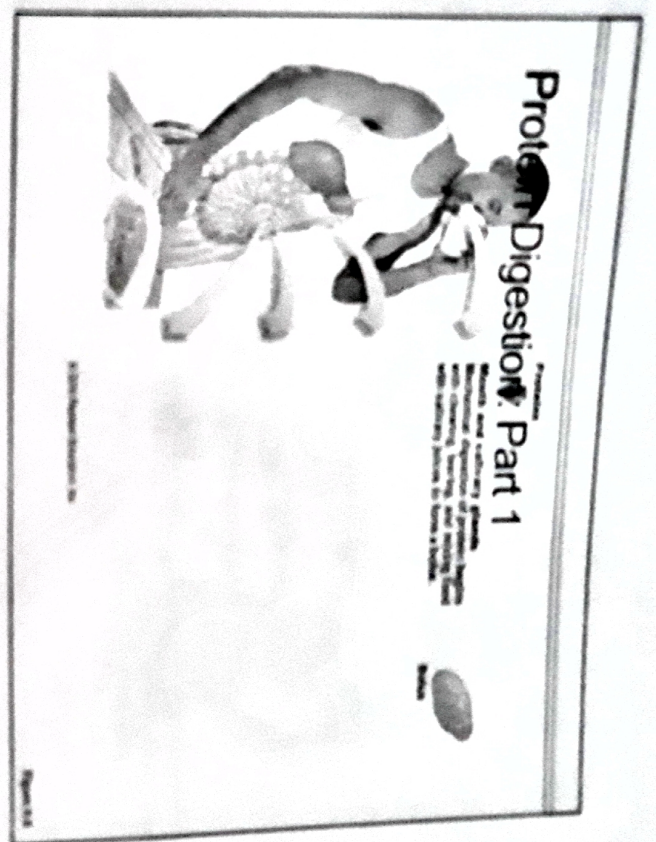 Protein Digestion: Part 1
Proteins
Mouth and salivary glands
Mechanical digestion of protein begins
with chewing, tearing, and mixing food
with salivary juices to form a bolus.
Bolus